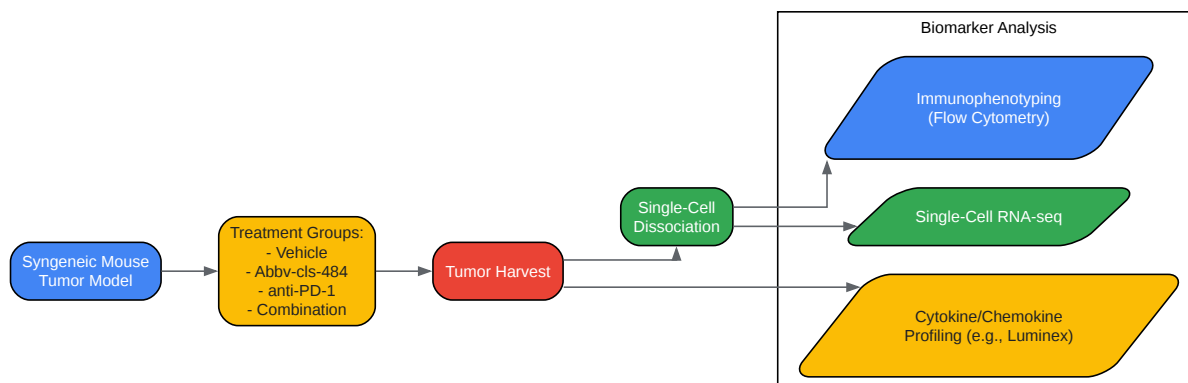 Syngeneic Mouse
Tumor Model
Treatment Groups:
- Vehicle
- Abbv-cls-484
- anti-PD-1
- Combination
Tumor Harvest
Single-Cell
Dissociation
Biomarker Analysis
Immunophenotyping
(Flow Cytometry)
Single-Cell RNA-seq
Cytokine/Chemokine
Profiling (e.g., Luminex)